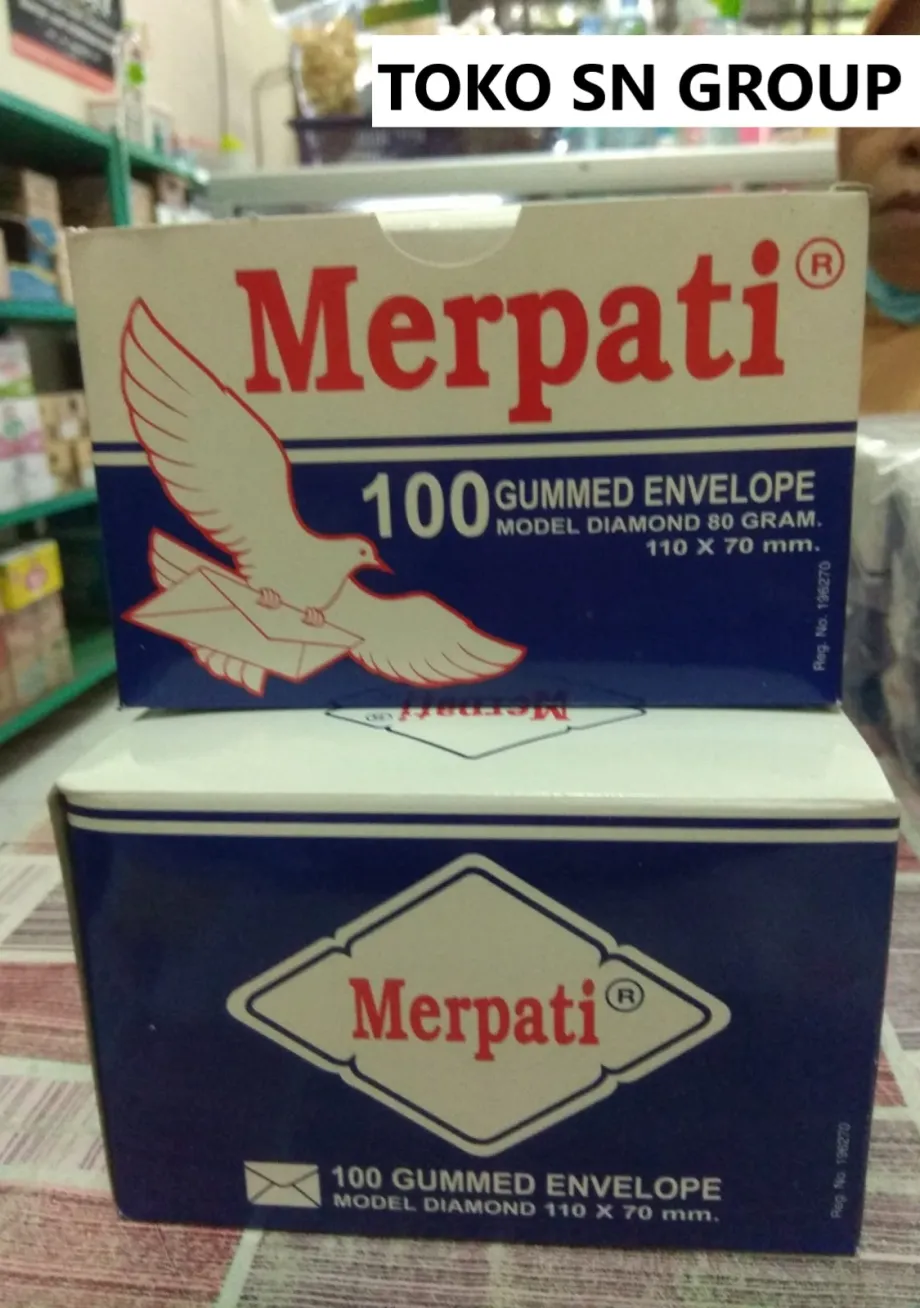 TOKO SN GROUP
Merpati ®
100 GUMMED ENVELOPE
MODEL DIAMOND 80 GRAM.
110 X 70 mm.
Reg. No. 196270
Merpati ®
Merpati ®
100 GUMMED ENVELOPE
MODEL DIAMOND 110 X 70 mm.
Reg. No. 196270